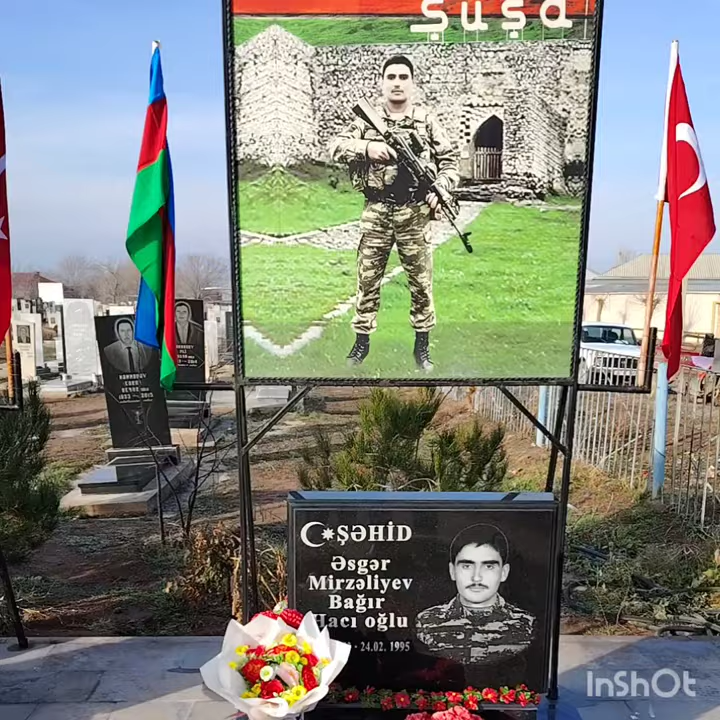 Şuşa
ŞƏHİD
Əsgər
Mirzəliyev
Bağır
Hacı oğlu
24.02. 1995
InShOt